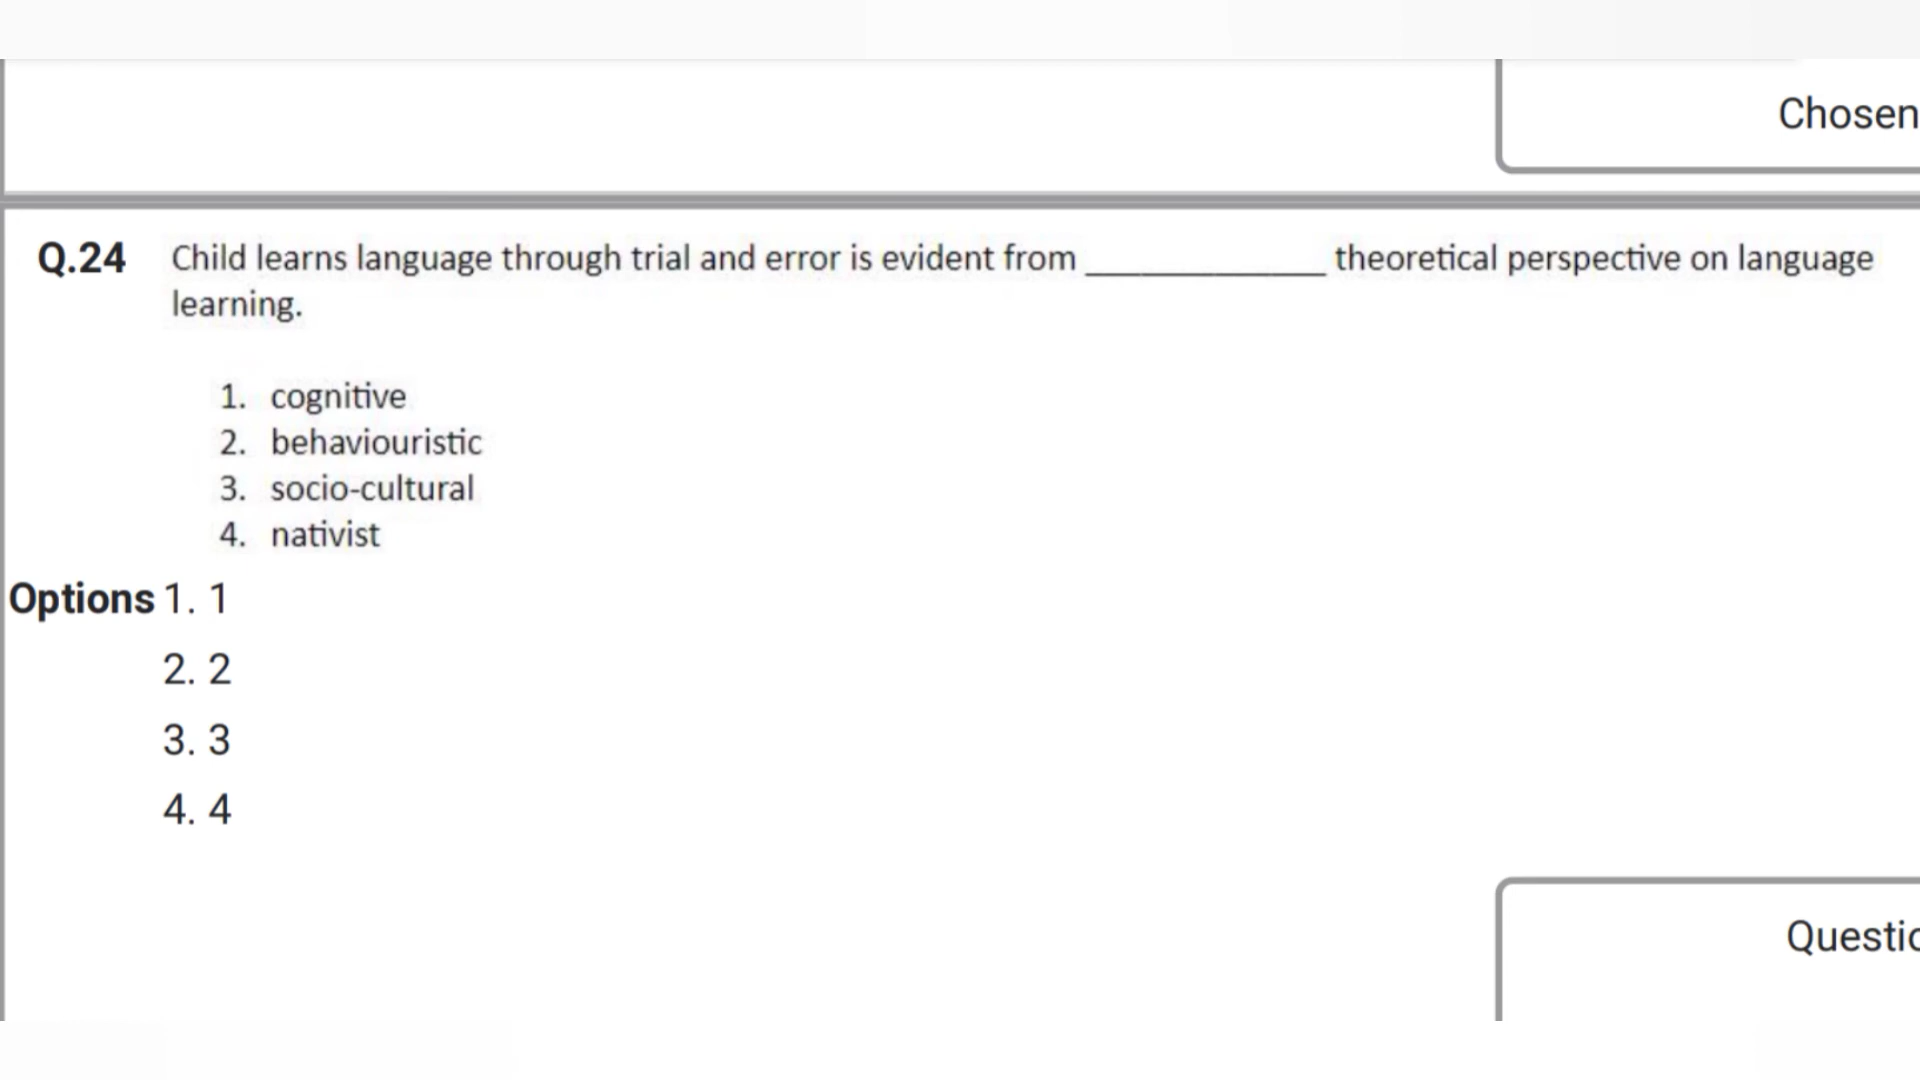 Chosen
Q.24 Child learns language through trial and error is evident from ____________ theoretical perspective on language
learning.
1. cognitive
2. behaviouristic
3. socio-cultural
4. nativist
Options 1. 1
2. 2
3. 3
4. 4